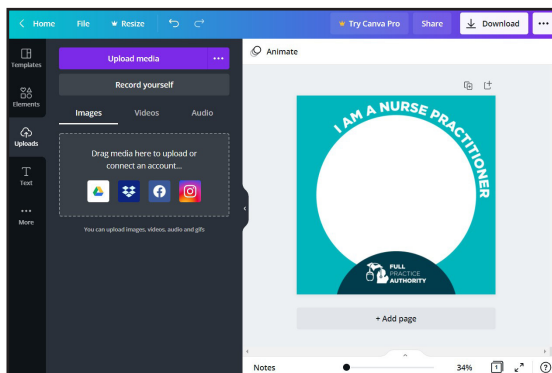 Home File Resize Try Canva Pro Share Download
Templates
Elements
Uploads
Text
More
Upload media
Record yourself
Images Videos Audio
Drag media here to upload or
connect an account...
You can upload images, videos, audio and gifs
Animate
I AM A NURSE PRACTITIONER
FULL
PRACTICE
AUTHORITY
+ Add page
Notes 34% 1 ?